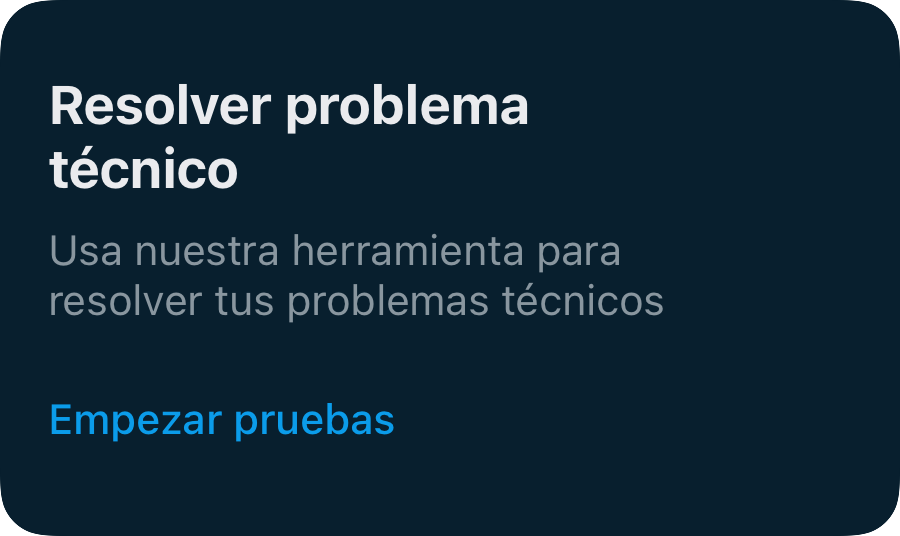 Resolver problema
técnico
Usa nuestra herramienta para
resolver tus problemas técnicos
Empezar pruebas